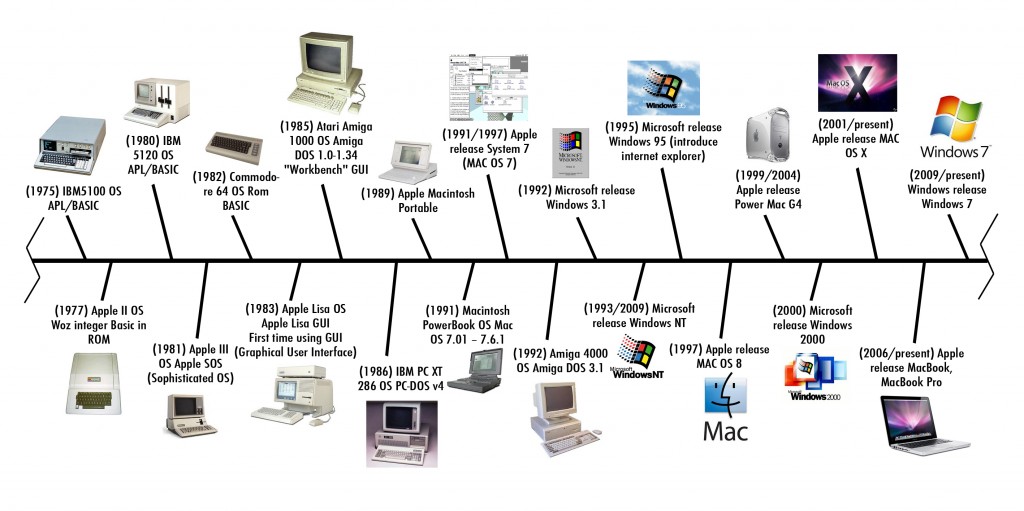 (1975) IBM5100 OS
APL/BASIC
(1980) IBM
5120 OS
APL/BASIC
(1982) Commodo-
re 64 OS Rom
BASIC
(1985) Atari Amiga
1000 OS Amiga
DOS 1.0-1.34
"Workbench" GUI
(1989) Apple Macintosh
Portable
(1991/1997) Apple
release System 7
(MAC OS 7)
MICROSOFT
WINDOWS
(1992) Microsoft release
Windows 3.1
Windows
(1995) Microsoft release
Windows 95 (introduce
internet explorer)
(1999/2004)
Apple release
Power Mac G4
Mac OS X
(2001/present)
Apple release MAC
OS X
Windows 7
(2009/present)
Windows release
Windows 7
(1977) Apple II OS
Woz integer Basic in
ROM
(1981) Apple III
OS Apple SOS
(Sophisticated OS)
(1983) Apple Lisa OS
Apple Lisa GUI
First time using GUI
(Graphical User Interface)
(1986) IBM PC XT
286 OS PC-DOS v4
(1991) Macintosh
PowerBook OS Mac
OS 7.01 – 7.6.1
(1992) Amiga 4000
OS Amiga DOS 3.1
(1993/2009) Microsoft
release Windows NT
Microsoft
WindowsNT
(1997) Apple release
MAC OS 8
Mac
(2000) Microsoft
release Windows
2000
Microsoft
Windows2000
(2006/present) Apple
release MacBook,
MacBook Pro